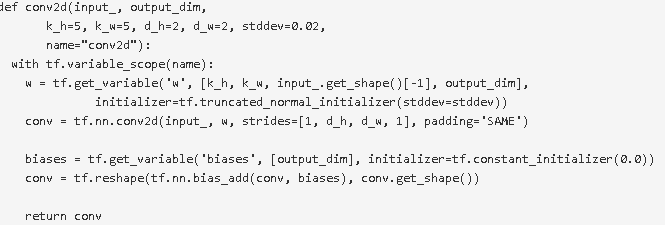 def conv2d(input_, output_dim,
       k_h=5, k_w=5, d_h=2, d_w=2, stddev=0.02,
       name="conv2d"):
  with tf.variable_scope(name):
    w = tf.get_variable('w', [k_h, k_w, input_.get_shape()[-1], output_dim],
              initializer=tf.truncated_normal_initializer(stddev=stddev))
    conv = tf.nn.conv2d(input_, w, strides=[1, d_h, d_w, 1], padding='SAME')

    biases = tf.get_variable('biases', [output_dim], initializer=tf.constant_initializer(0.0))
    conv = tf.reshape(tf.nn.bias_add(conv, biases), conv.get_shape())

    return conv